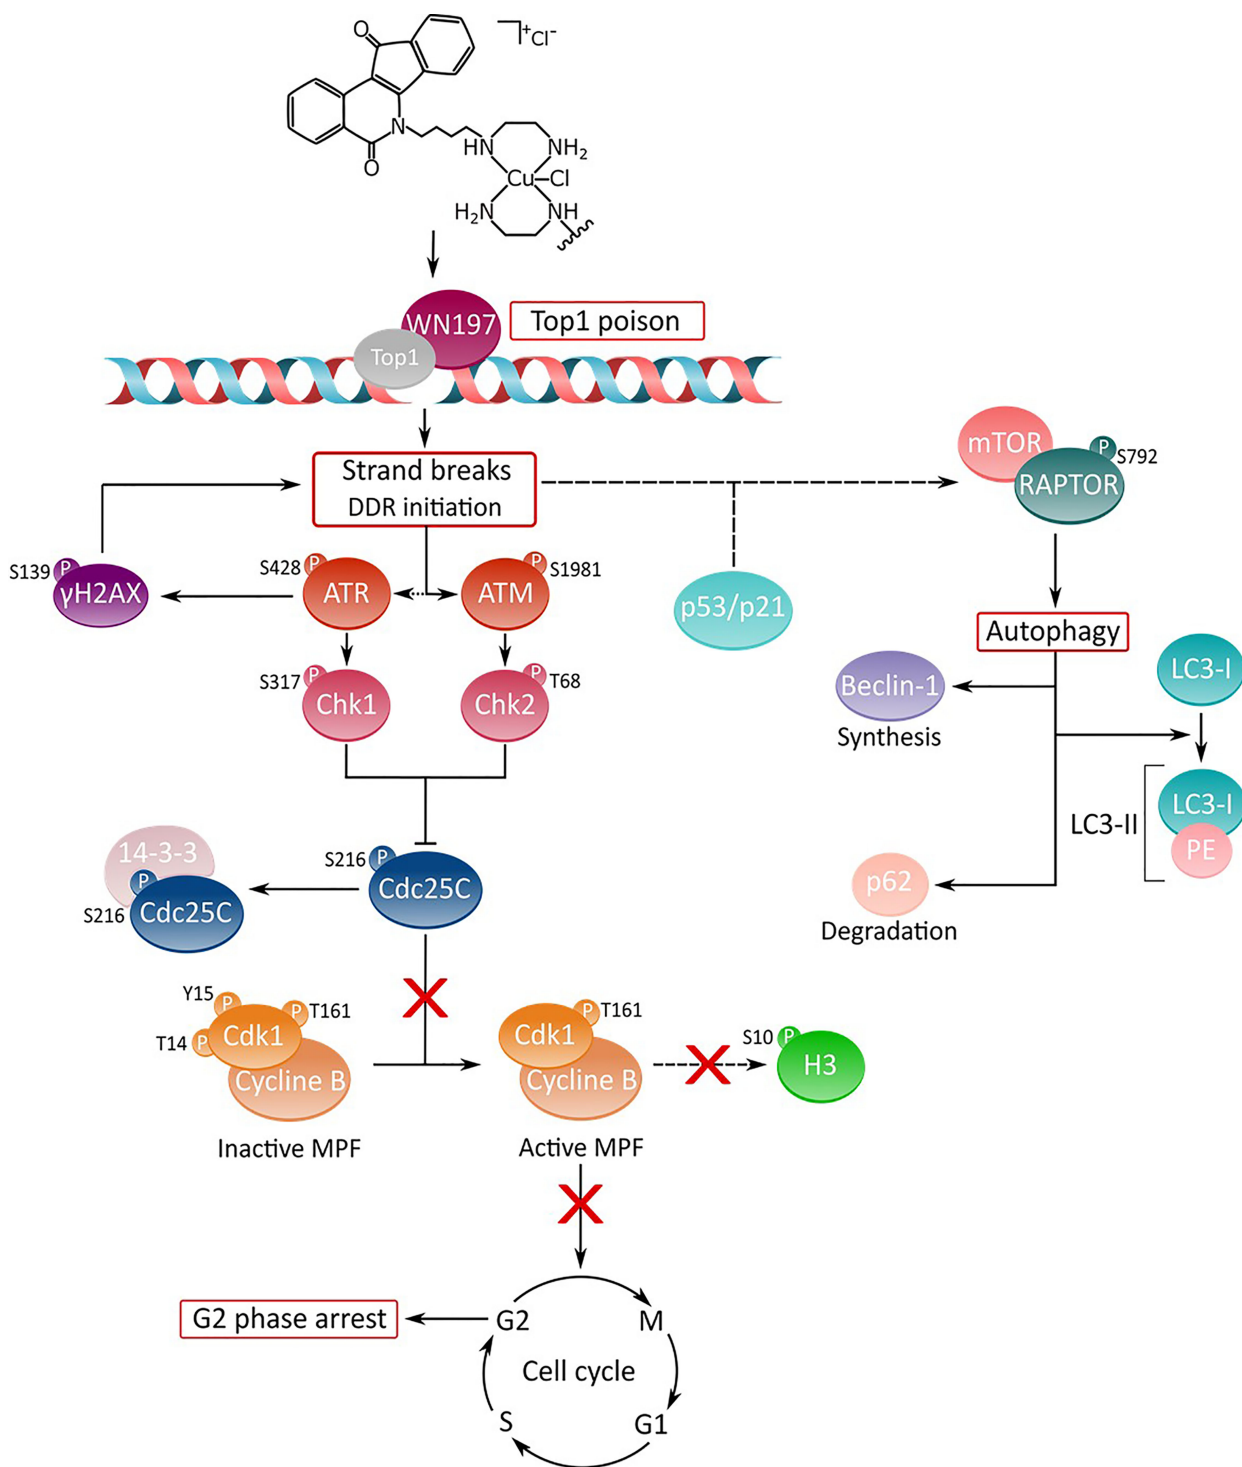 O
]⁺Cl⁻
N
O
HN
NH₂
Cu
Cl
H₂N
NH
WN197
Top1 poison
Top1
mTOR
P
S792
RAPTOR
Strand breaks
DDR initiation
S139
P
γH2AX
S428
P
ATR
P
S1981
ATM
p53/p21
Autophagy
S317
P
Chk1
P
T68
Chk2
Beclin-1
Synthesis
LC3-I
LC3-II
LC3-I
PE
14-3-3
P
S216
Cdc25C
S216
P
Cdc25C
p62
Degradation
Y15
P
P
T161
T14
P
Cdk1
Cycline B
Inactive MPF
P
T161
Cdk1
Cycline B
Active MPF
S10
P
H3
G2 phase arrest
G2
M
Cell cycle
S
G1